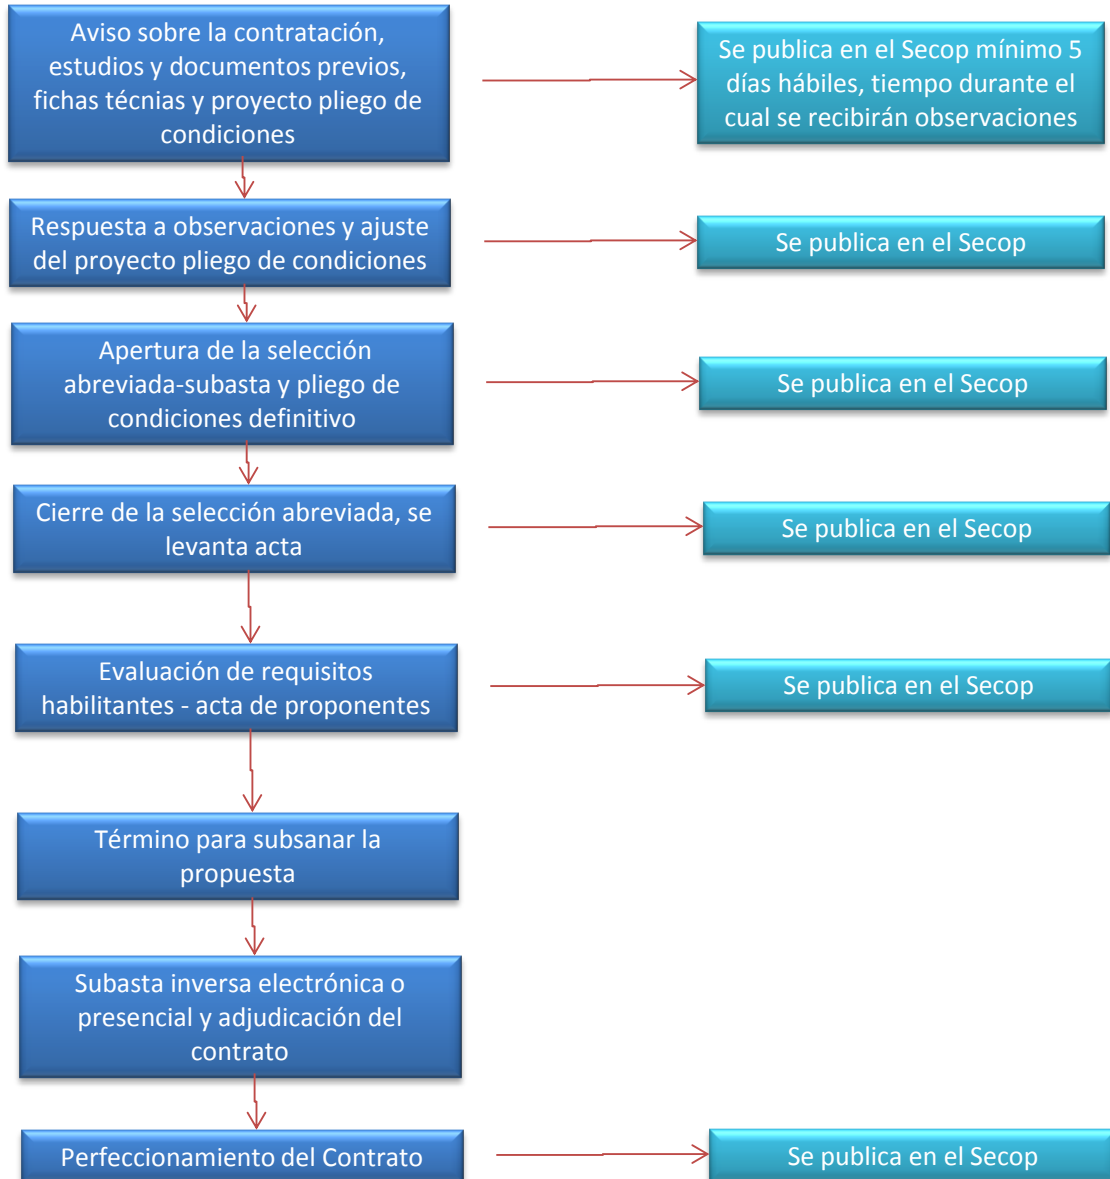 Aviso sobre la contratación,
estudios y documentos previos,
fichas técnias y proyecto pliego de
condiciones
Se publica en el Secop mínimo 5
días hábiles, tiempo durante el
cual se recibirán observaciones
Respuesta a observaciones y ajuste
del proyecto pliego de condiciones
Se publica en el Secop
Apertura de la selección
abreviada-subasta y pliego de
condiciones definitivo
Se publica en el Secop
Cierre de la selección abreviada, se
levanta acta
Se publica en el Secop
Evaluación de requisitos
habilitantes - acta de proponentes
Se publica en el Secop
Término para subsanar la
propuesta
Subasta inversa electrónica o
presencial y adjudicación del
contrato
Perfeccionamiento del Contrato
Se publica en el Secop